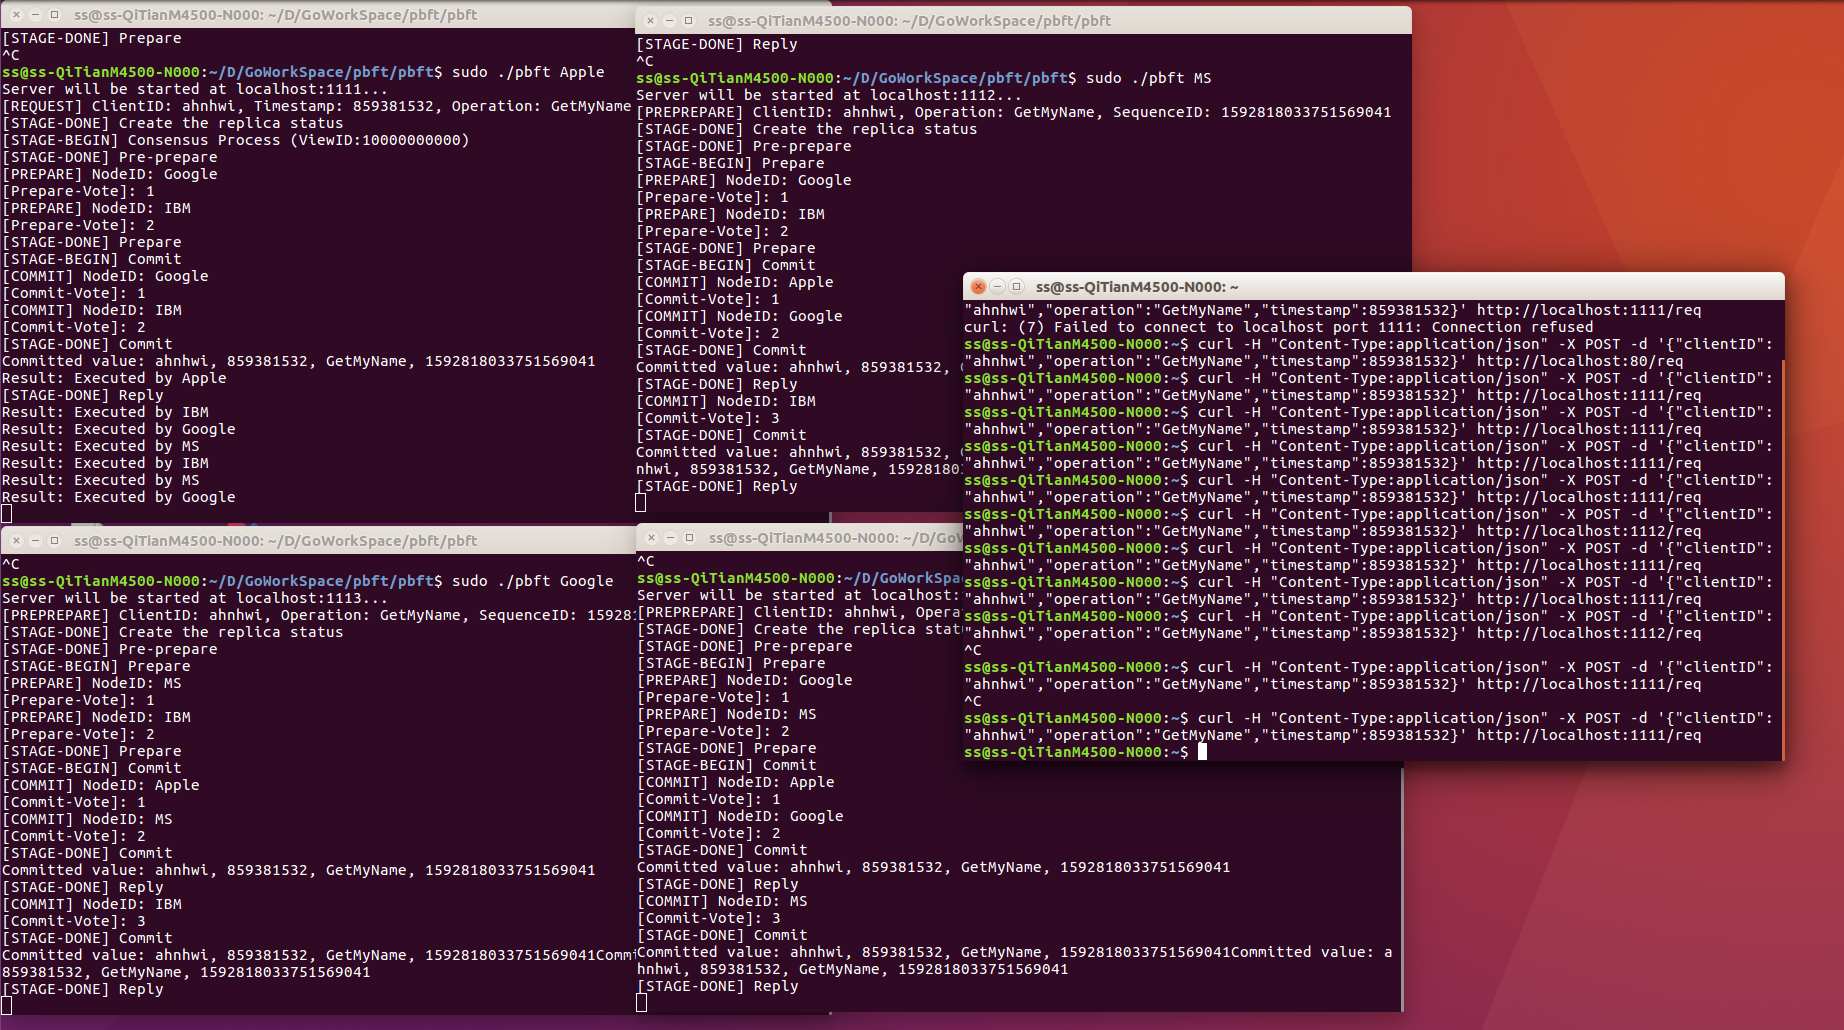 ss@ss-QiTianM4500-N000: ~/D/GoWorkSpace/pbft/pbft
[STAGE-DONE] Prepare
^C
ss@ss-QiTianM4500-N000:~/D/GoWorkSpace/pbft/pbft$ sudo ./pbft Apple
Server will be started at localhost:1111...
[REQUEST] ClientID: ahnhwi, Timestamp: 859381532, Operation: GetMyName
[STAGE-DONE] Create the replica status
[STAGE-BEGIN] Consensus Process (ViewID:10000000000)
[STAGE-DONE] Pre-prepare
[PREPARE] NodeID: Google
[Prepare-Vote]: 1
[PREPARE] NodeID: IBM
[Prepare-Vote]: 2
[STAGE-DONE] Prepare
[STAGE-BEGIN] Commit
[COMMIT] NodeID: Google
[Commit-Vote]: 1
[COMMIT] NodeID: IBM
[Commit-Vote]: 2
[STAGE-DONE] Commit
Committed value: ahnhwi, 859381532, GetMyName, 1592818033751569041
Result: Executed by Apple
[STAGE-DONE] Reply
Result: Executed by IBM
Result: Executed by Google
Result: Executed by MS
Result: Executed by IBM
Result: Executed by MS
Result: Executed by Google
ss@ss-QiTianM4500-N000: ~/D/GoWorkSpace/pbft/pbft
[STAGE-DONE] Reply
^C
ss@ss-QiTianM4500-N000:~/D/GoWorkSpace/pbft/pbft$ sudo ./pbft MS
Server will be started at localhost:1112...
[PREPREPARE] ClientID: ahnhwi, Operation: GetMyName, SequenceID: 1592818033751569041
[STAGE-DONE] Create the replica status
[STAGE-DONE] Pre-prepare
[STAGE-BEGIN] Prepare
[PREPARE] NodeID: Google
[Prepare-Vote]: 1
[PREPARE] NodeID: IBM
[Prepare-Vote]: 2
[STAGE-DONE] Prepare
[STAGE-BEGIN] Commit
[COMMIT] NodeID: Apple
[Commit-Vote]: 1
[COMMIT] NodeID: Google
[Commit-Vote]: 2
[STAGE-DONE] Commit
Committed value: ahnhwi, 859381532,
[STAGE-DONE] Reply
[COMMIT] NodeID: IBM
[Commit-Vote]: 3
[STAGE-DONE] Commit
Committed value: ahnhwi, 859381532,
nhwi, 859381532, GetMyName, 15928180
[STAGE-DONE] Reply
ss@ss-QiTianM4500-N000: ~
"ahnhwi","operation":"GetMyName","timestamp":859381532}' http://localhost:1111/req
curl: (7) Failed to connect to localhost port 1111: Connection refused
ss@ss-QiTianM4500-N000:~$ curl -H "Content-Type:application/json" -X POST -d '{"clientID":
"ahnhwi","operation":"GetMyName","timestamp":859381532}' http://localhost:80/req
ss@ss-QiTianM4500-N000:~$ curl -H "Content-Type:application/json" -X POST -d '{"clientID":
"ahnhwi","operation":"GetMyName","timestamp":859381532}' http://localhost:1111/req
ss@ss-QiTianM4500-N000:~$ curl -H "Content-Type:application/json" -X POST -d '{"clientID":
"ahnhwi","operation":"GetMyName","timestamp":859381532}' http://localhost:1111/req
ss@ss-QiTianM4500-N000:~$ curl -H "Content-Type:application/json" -X POST -d '{"clientID":
"ahnhwi","operation":"GetMyName","timestamp":859381532}' http://localhost:1111/req
ss@ss-QiTianM4500-N000:~$ curl -H "Content-Type:application/json" -X POST -d '{"clientID":
"ahnhwi","operation":"GetMyName","timestamp":859381532}' http://localhost:1111/req
ss@ss-QiTianM4500-N000:~$ curl -H "Content-Type:application/json" -X POST -d '{"clientID":
"ahnhwi","operation":"GetMyName","timestamp":859381532}' http://localhost:1112/req
ss@ss-QiTianM4500-N000:~$ curl -H "Content-Type:application/json" -X POST -d '{"clientID":
"ahnhwi","operation":"GetMyName","timestamp":859381532}' http://localhost:1111/req
ss@ss-QiTianM4500-N000:~$ curl -H "Content-Type:application/json" -X POST -d '{"clientID":
"ahnhwi","operation":"GetMyName","timestamp":859381532}' http://localhost:1111/req
ss@ss-QiTianM4500-N000:~$ curl -H "Content-Type:application/json" -X POST -d '{"clientID":
"ahnhwi","operation":"GetMyName","timestamp":859381532}' http://localhost:1112/req
^C
ss@ss-QiTianM4500-N000:~$ curl -H "Content-Type:application/json" -X POST -d '{"clientID":
"ahnhwi","operation":"GetMyName","timestamp":859381532}' http://localhost:1111/req
^C
ss@ss-QiTianM4500-N000:~$ curl -H "Content-Type:application/json" -X POST -d '{"clientID":
"ahnhwi","operation":"GetMyName","timestamp":859381532}' http://localhost:1111/req
ss@ss-QiTianM4500-N000:~$
ss@ss-QiTianM4500-N000: ~/D/GoWorkSpace/pbft/pbft
^C
ss@ss-QiTianM4500-N000:~/D/GoWorkSpace/pbft/pbft$ sudo ./pbft Google
Server will be started at localhost:1113...
[PREPREPARE] ClientID: ahnhwi, Operation: GetMyName, SequenceID: 15928
[STAGE-DONE] Create the replica status
[STAGE-DONE] Pre-prepare
[STAGE-BEGIN] Prepare
[PREPARE] NodeID: MS
[Prepare-Vote]: 1
[PREPARE] NodeID: IBM
[Prepare-Vote]: 2
[STAGE-DONE] Prepare
[STAGE-BEGIN] Commit
[COMMIT] NodeID: Apple
[Commit-Vote]: 1
[COMMIT] NodeID: MS
[Commit-Vote]: 2
[STAGE-DONE] Commit
Committed value: ahnhwi, 859381532, GetMyName, 1592818033751569041
[STAGE-DONE] Reply
[COMMIT] NodeID: IBM
[Commit-Vote]: 3
[STAGE-DONE] Commit
Committed value: ahnhwi, 859381532, GetMyName, 1592818033751569041Comm
859381532, GetMyName, 1592818033751569041
[STAGE-DONE] Reply
ss@ss-QiTianM4500-N000: ~/D/GoW
^C
ss@ss-QiTianM4500-N000:~/D/GoWorkSpa
Server will be started at localhost:
[PREPREPARE] ClientID: ahnhwi, Opera
[STAGE-DONE] Create the replica stat
[STAGE-DONE] Pre-prepare
[STAGE-BEGIN] Prepare
[PREPARE] NodeID: Google
[Prepare-Vote]: 1
[PREPARE] NodeID: MS
[Prepare-Vote]: 2
[STAGE-DONE] Prepare
[STAGE-BEGIN] Commit
[COMMIT] NodeID: Apple
[Commit-Vote]: 1
[COMMIT] NodeID: Google
[Commit-Vote]: 2
[STAGE-DONE] Commit
Committed value: ahnhwi, 859381532, GetMyName, 1592818033751569041
[STAGE-DONE] Reply
[COMMIT] NodeID: MS
[Commit-Vote]: 3
[STAGE-DONE] Commit
Committed value: ahnhwi, 859381532, GetMyName, 1592818033751569041Committed value: a
hnhwi, 859381532, GetMyName, 1592818033751569041
[STAGE-DONE] Reply